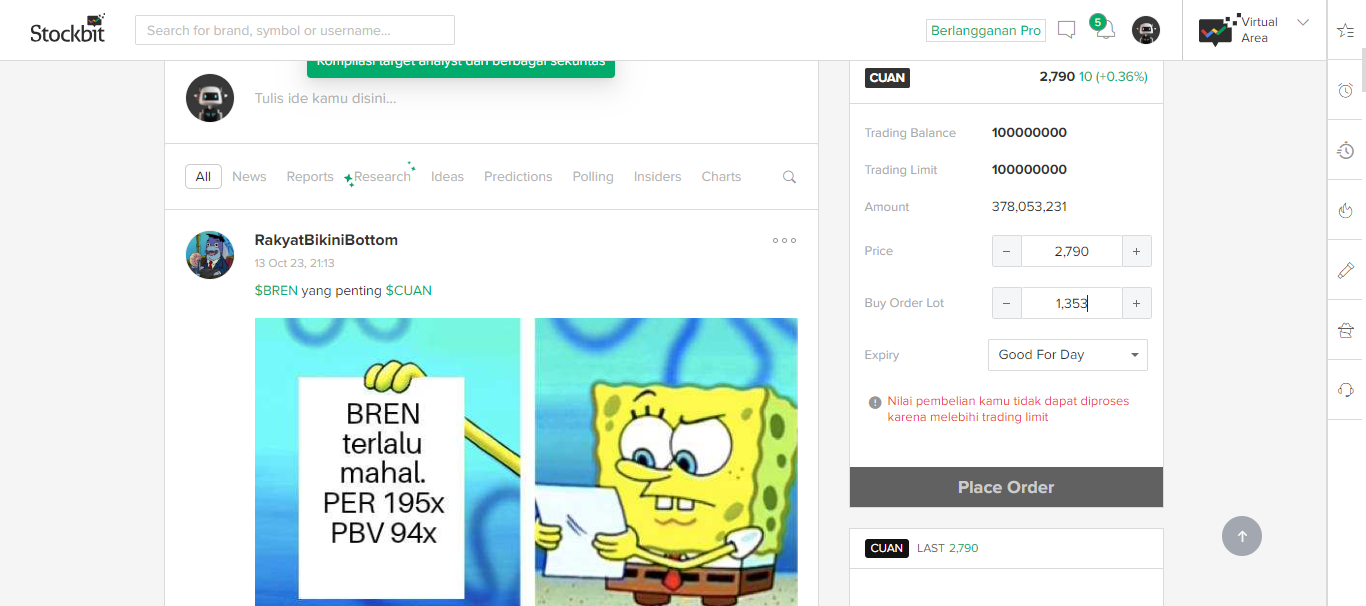 Stockbit
Search for brand, symbol or username...
Berlangganan Pro
5
Virtual
Area
Kompilasi target analyst dari berbagai sekuritas
Tulis ide kamu disini...
All
News
Reports
Research
Ideas
Predictions
Polling
Insiders
Charts
RakyatBikiniBottom
13 Oct 23, 21:13
$BREN yang penting $CUAN
BREN
terlalu
mahal.
PER 195x
PBV 94x
CUAN
2,790 10 (+0.36%)
Trading Balance 100000000
Trading Limit 100000000
Amount 378,053,231
Price − 2,790 +
Buy Order Lot − 1,353 +
Expiry Good For Day
Nilai pembelian kamu tidak dapat diproses
karena melebihi trading limit
Place Order
CUAN LAST 2,790